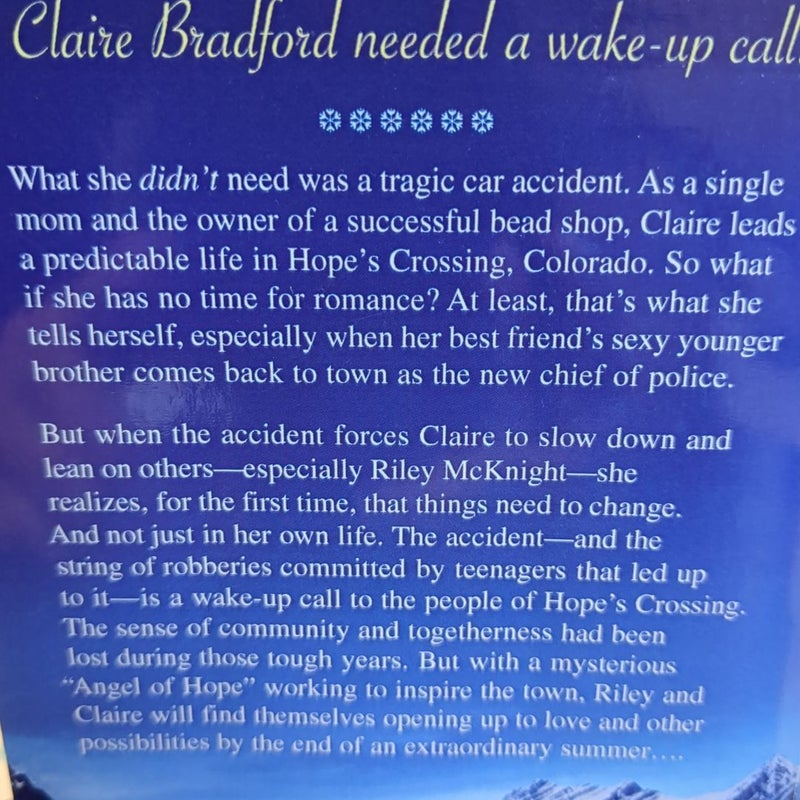 Claire Bradford needed a wake-up call.
What she didn't need was a tragic car accident. As a single
mom and the owner of a successful bead shop, Claire leads
a predictable life in Hope's Crossing, Colorado. So what
if she has no time for romance? At least, that's what she
tells herself, especially when her best friend's sexy younger
brother comes back to town as the new chief of police.
But when the accident forces Claire to slow down and
lean on others—especially Riley McKnight—she
realizes, for the first time, that things need to change.
And not just in her own life. The accident—and the
string of robberies committed by teenagers that led up
to it—is a wake-up call to the people of Hope's Crossing.
The sense of community and togetherness had been
lost during those tough years. But with a mysterious
“Angel of Hope” working to inspire the town, Riley and
Claire will find themselves opening up to love and other
possibilities by the end of an extraordinary summer....